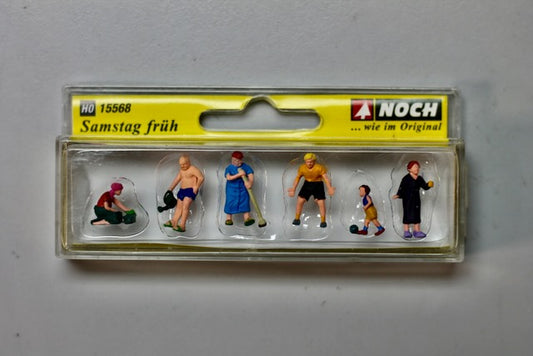 H0 15568
Samstag früh
NOCH
... wie im Original